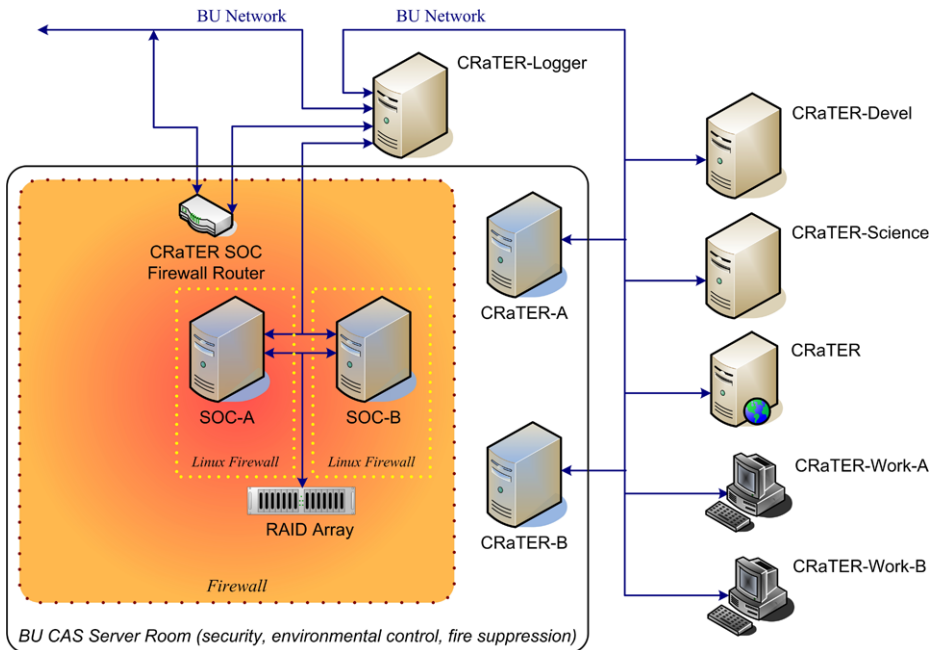 BU Network
BU Network
CRaTER-Logger
CRaTER-Devel
CRaTER SOC
Firewall Router
CRaTER-A
CRaTER-Science
SOC-A
SOC-B
CRaTER
Linux Firewall
Linux Firewall
CRaTER-Work-A
RAID Array
CRaTER-B
CRaTER-Work-B
Firewall
BU CAS Server Room (security, environmental control, fire suppression)